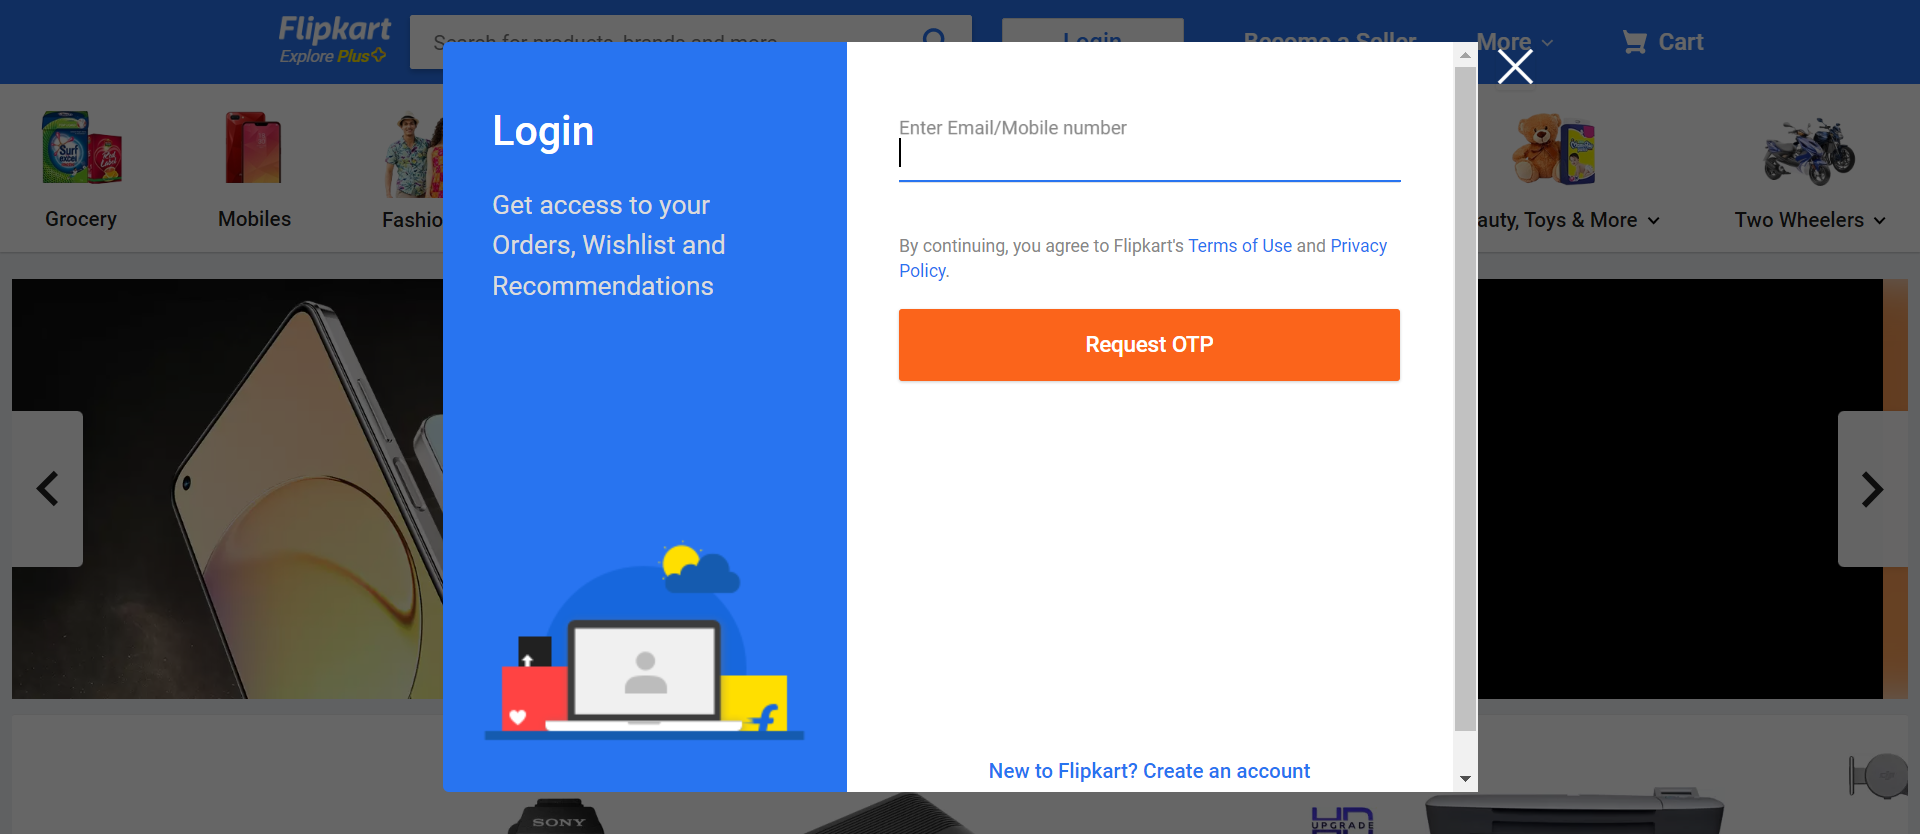 Flipkart
Explore Plus
Search for products, brands and more
Login
Become a Seller
More
Cart
Grocery
Mobiles
Fashio
auty, Toys & More
Two Wheelers
Login
Get access to your
Orders, Wishlist and
Recommendations
Enter Email/Mobile number
By continuing, you agree to Flipkart's Terms of Use and Privacy
Policy.
Request OTP
New to Flipkart? Create an account
Surf
excel
SONY
HD
UPGRADE